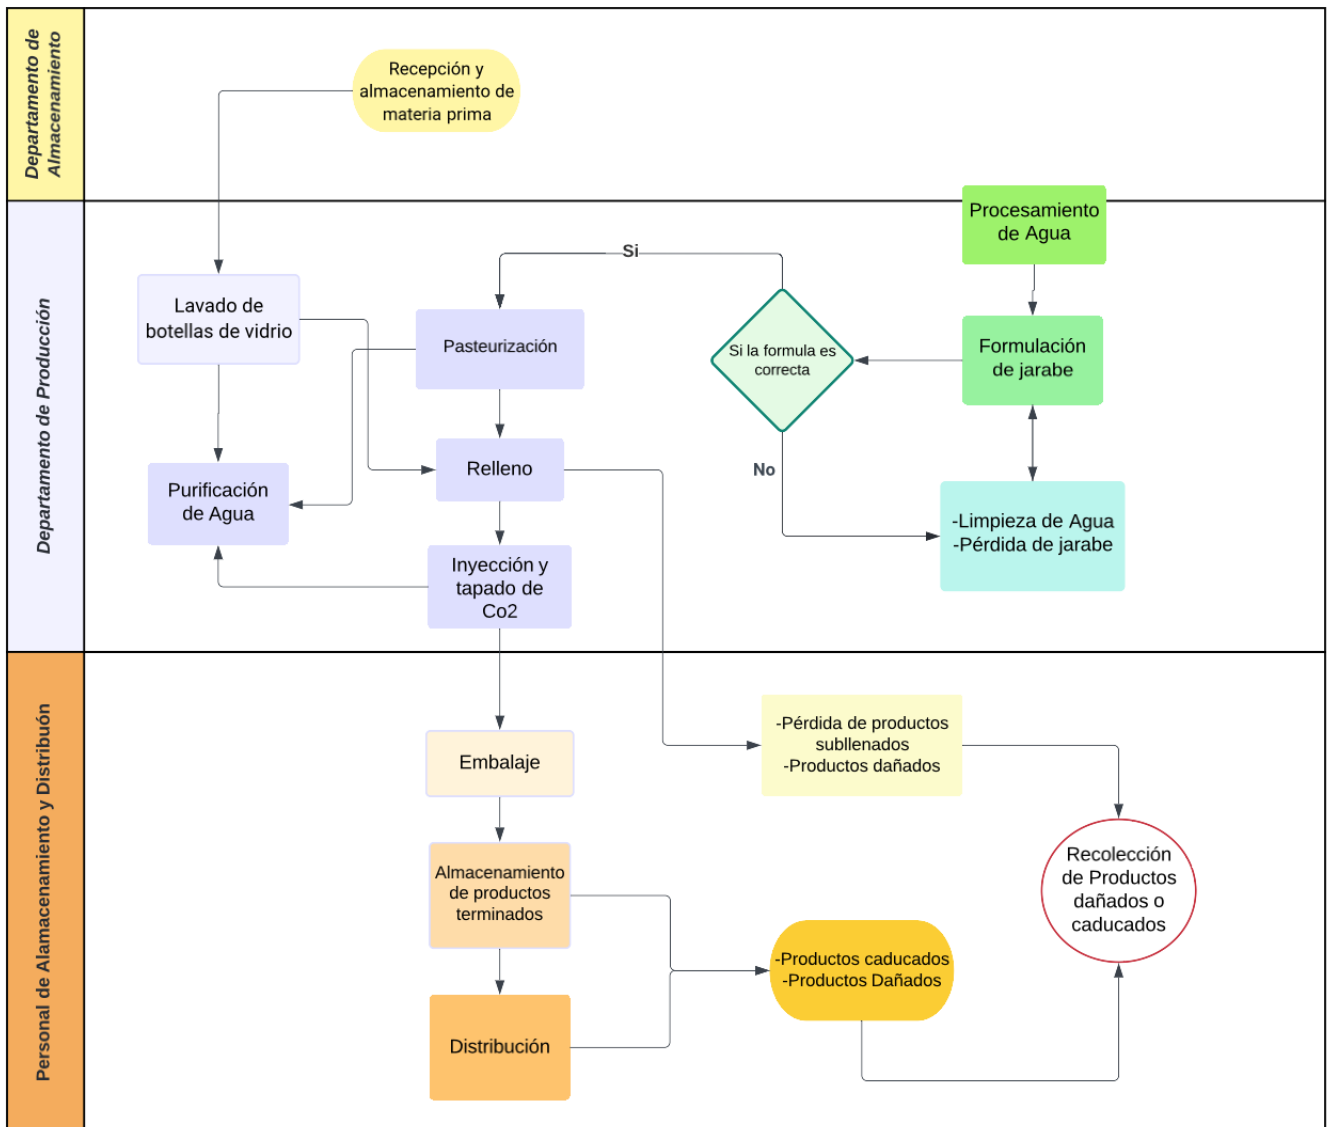 Departamento de
Almacenamiento
Recepción y
almacenamiento de
materia prima
Departamento de Producción
Procesamiento
de Agua
Si
Lavado de
botellas de vidrio
Pasteurización
Si la formula es
correcta
Formulación
de jarabe
Relleno
No
Purificación
de Agua
-Limpieza de Agua
-Pérdida de jarabe
Inyección y
tapado de
Co2
Personal de Alamacenamiento y Distribuón
-Pérdida de productos
subllenados
-Productos dañados
Embalaje
Almacenamiento
de productos
terminados
Recolección
de Productos
dañados o
caducados
-Productos caducados
-Productos Dañados
Distribución